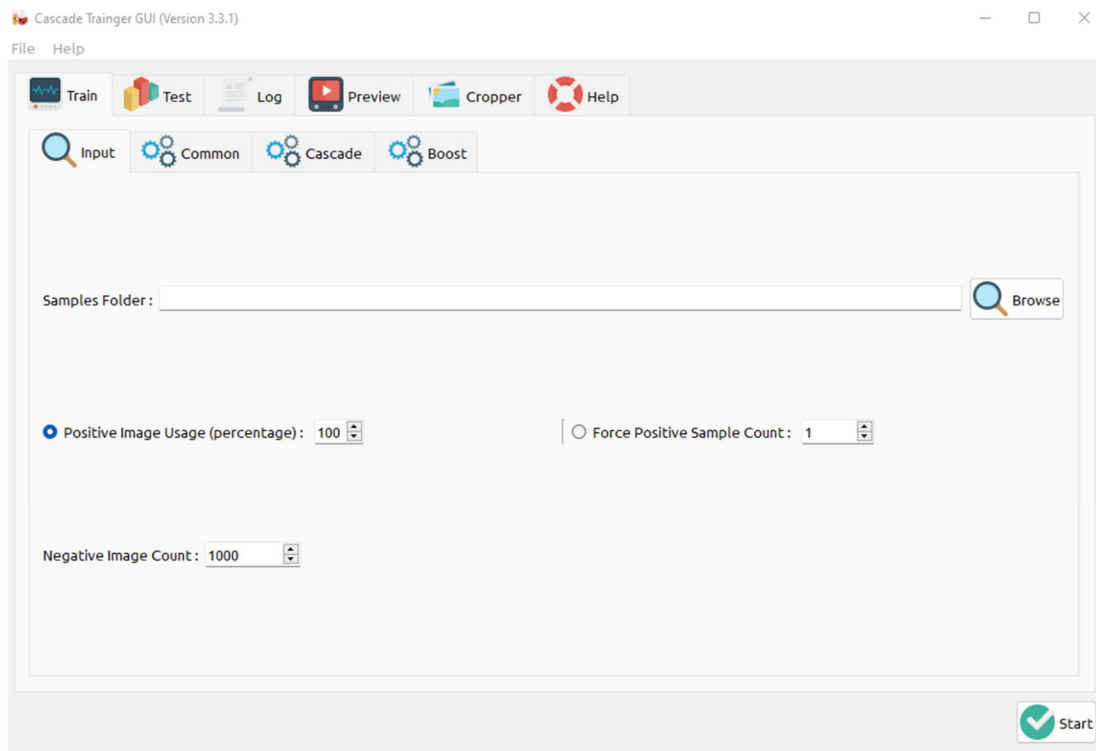 Cascade Trainger GUI (Version 3.3.1)
File Help
Train Test Log Preview Cropper Help
Input Common Cascade Boost
Samples Folder : Browse
Positive Image Usage (percentage) : 100 Force Positive Sample Count : 1
Negative Image Count : 1000
Start